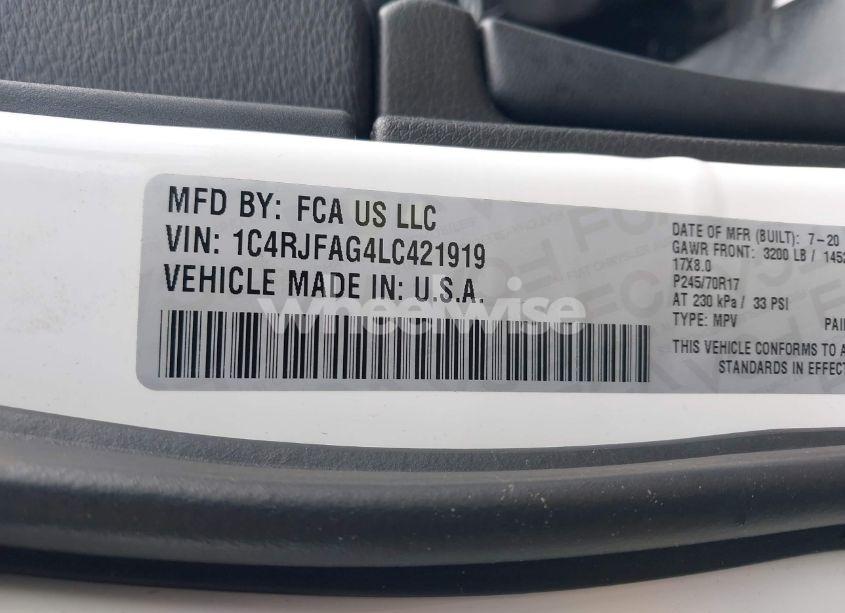 MFD BY: FCA US LLC
VIN: 1C4RJFAG4LC421919
VEHICLE MADE IN: U.S.A.
DATE OF MFR (BUILT): 7-20
GAWR FRONT: 3200 LB / 145
17X8.0
P245/70R17
AT 230 kPa / 33 PSI
TYPE: MPV
THIS VEHICLE CONFORMS TO
STANDARDS IN EFFECT
wheelwise